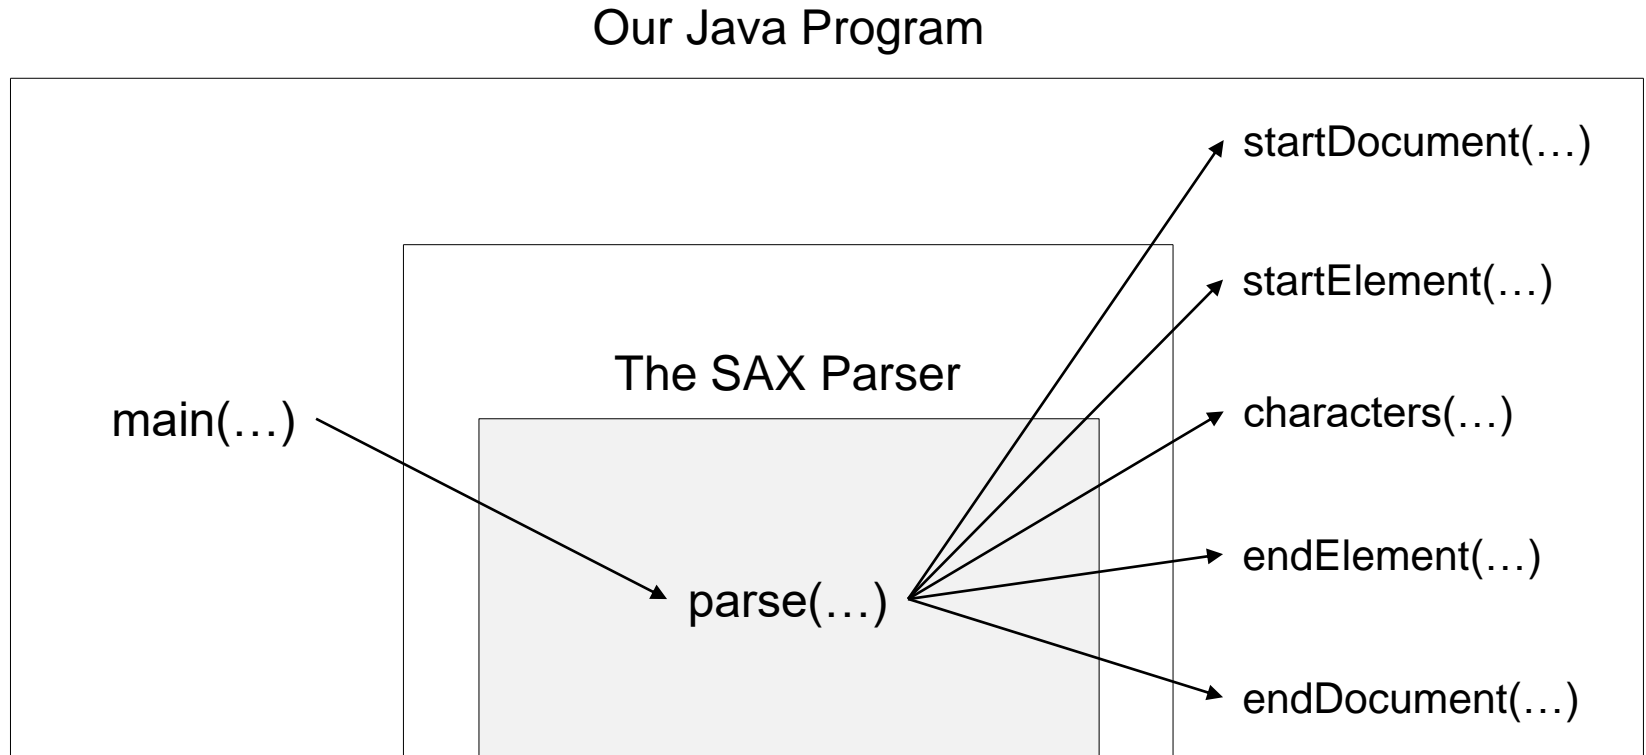 Our Java Program
startDocument(…)
startElement(…)
The SAX Parser
main(…)
characters(…)
endElement(…)
parse(…)
endDocument(…)